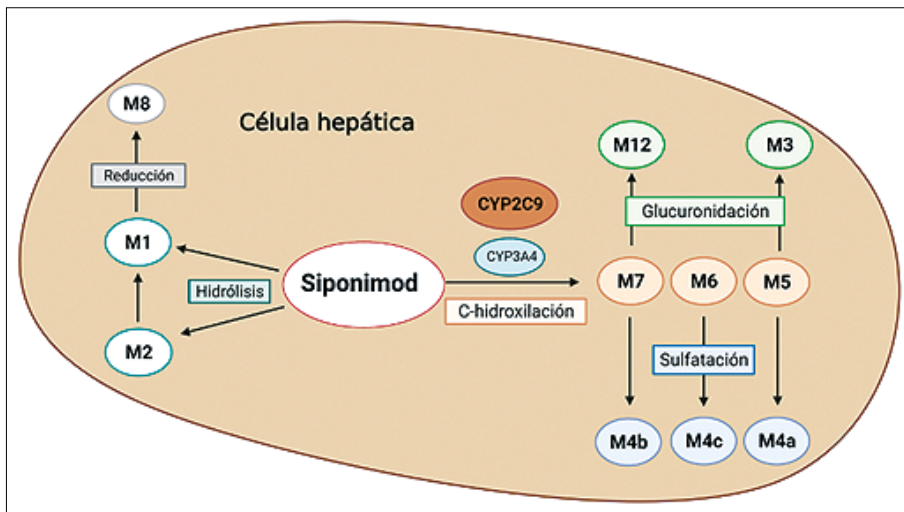 M8
Célula hepática
M12
M3
Reducción
CYP2C9
Glucuronidación
M1
CYP3A4
Hidrólisis
Siponimod
M7
M6
M5
C-hidroxilación
M2
Sulfatación
M4b
M4c
M4a